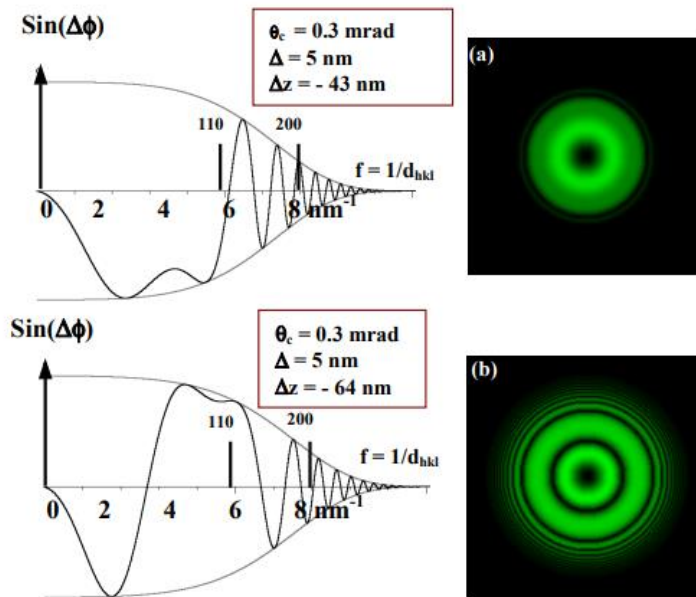 Sin(Δϕ)
θc = 0.3 mrad
Δ = 5 nm
Δz = - 43 nm
110
200
f = 1/dhkl
0 2 4 6 8 nm-1
(a)
Sin(Δϕ)
θc = 0.3 mrad
Δ = 5 nm
Δz = - 64 nm
110
200
f = 1/dhkl
0 2 4 6 8 nm-1
(b)